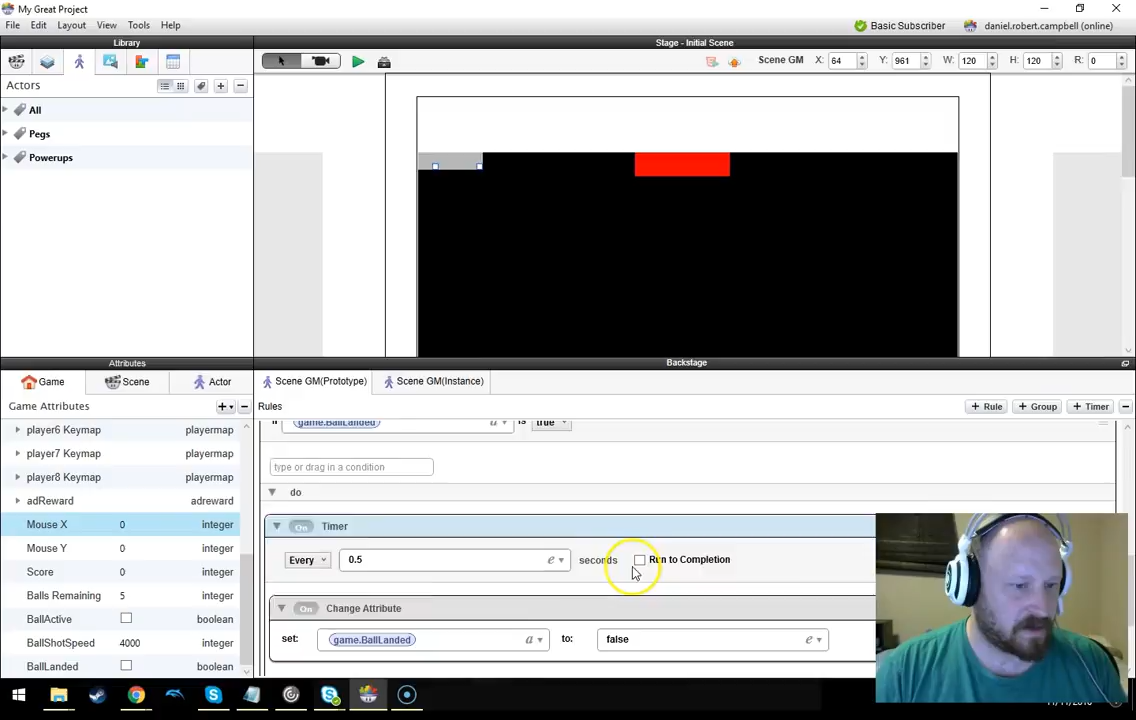 My Great Project
File Edit Layout View Tools Help
Basic Subscriber
daniel.robert.campbell (online)
Library
Stage - Initial Scene
Scene GM X: 64 Y: 961 W: 120 H: 120 R: 0
Actors
All
Pegs
Powerups
Attributes
Backstage
Game Scene Actor
Scene GM(Prototype) Scene GM(Instance)
Game Attributes
Rules
+ Rule + Group + Timer
player6 Keymap playermap
player7 Keymap playermap
player8 Keymap playermap
adReward adreward
Mouse X 0 integer
Mouse Y 0 integer
Score 0 integer
Balls Remaining 5 integer
BallActive boolean
BallShotSpeed 4000 integer
BallLanded boolean
if game.BallLanded a is true
type or drag in a condition
do
On Timer
Every 0.5 e seconds Run to Completion
On Change Attribute
set: game.BallLanded a to: false e